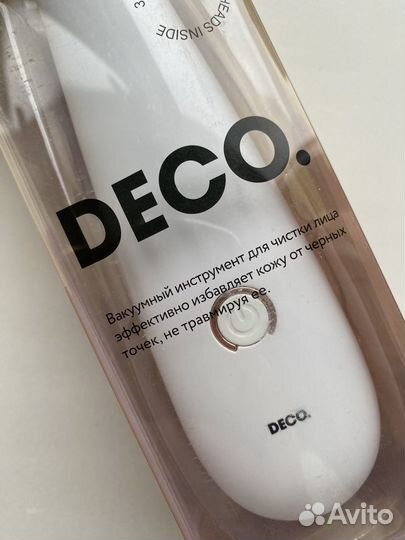 3 HEADS INSIDE
DECO.
Вакуумный инструмент для чистки лица
эффективно избавляет кожу от черных
точек, не травмируя ее.
DECO.
Avito